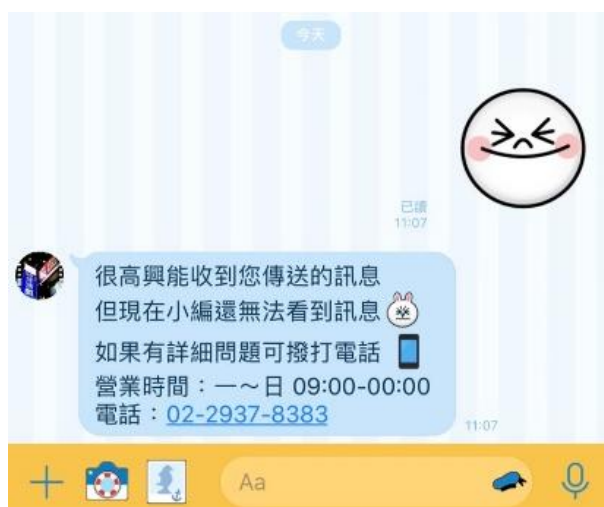 今天
已讀
11:07
很高興能收到您傳送的訊息
但現在小編還無法看到訊息
如果有詳細問題可撥打電話
營業時間：一～日 09:00-00:00
電話：02-2937-8383
11:07
Aa